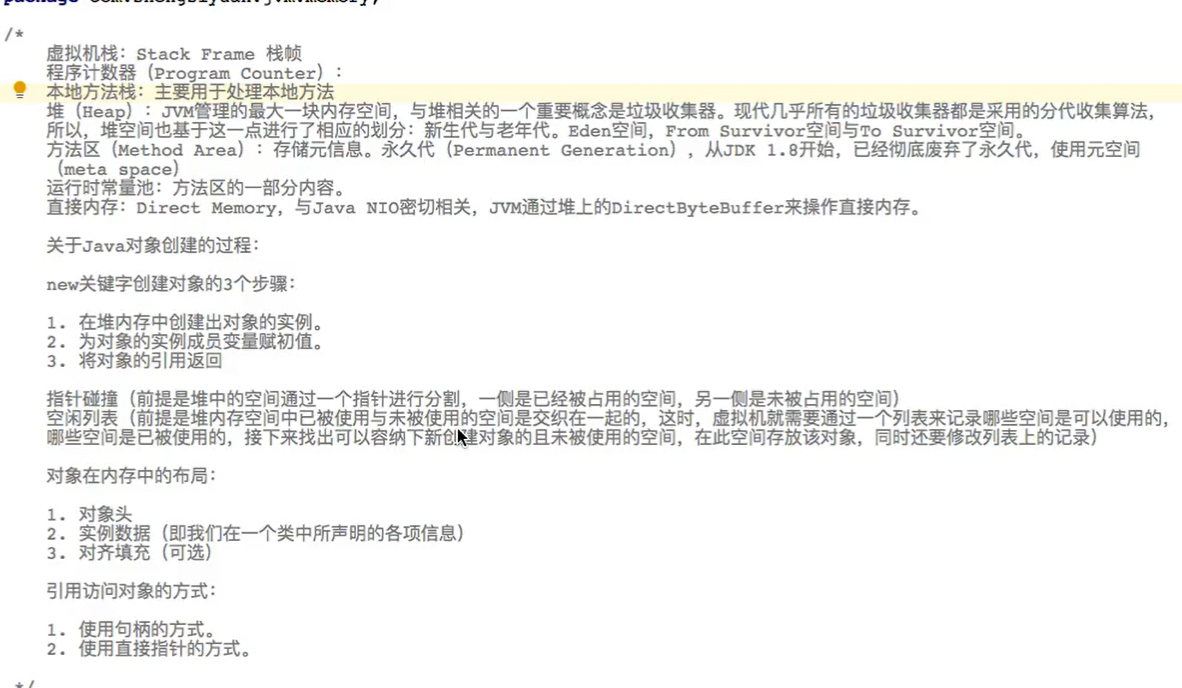 /*
虚拟机栈：Stack Frame 栈帧
程序计数器（Program Counter）：
本地方法栈：主要用于处理本地方法
堆（Heap）：JVM管理的最大一块内存空间，与堆相关的一个重要概念是垃圾收集器。现代几乎所有的垃圾收集器都是采用的分代收集算法，
所以，堆空间也基于这一点进行了相应的划分：新生代与老年代。Eden空间，From Survivor空间与To Survivor空间。
方法区（Method Area）：存储元信息。永久代（Permanent Generation），从JDK 1.8开始，已经彻底废弃了永久代，使用元空间
（meta space）
运行时常量池：方法区的一部分内容。
直接内存：Direct Memory，与Java NIO密切相关，JVM通过堆上的DirectByteBuffer来操作直接内存。
关于Java对象创建的过程：
new关键字创建对象的3个步骤：
1. 在堆内存中创建出对象的实例。
2. 为对象的实例成员变量赋初值。
3. 将对象的引用返回
指针碰撞（前提是堆中的空间通过一个指针进行分割，一侧是已经被占用的空间，另一侧是未被占用的空间）
空闲列表（前提是堆内存空间中已被使用与未被使用的空间是交织在一起的，这时，虚拟机就需要通过一个列表来记录哪些空间是可以使用的，
哪些空间是已被使用的，接下来找出可以容纳下新创建对象的且未被使用的空间，在此空间存放该对象，同时还要修改列表上的记录）
对象在内存中的布局：
1. 对象头
2. 实例数据（即我们在一个类中所声明的各项信息）
3. 对齐填充（可选）
引用访问对象的方式：
1. 使用句柄的方式。
2. 使用直接指针的方式。
*/